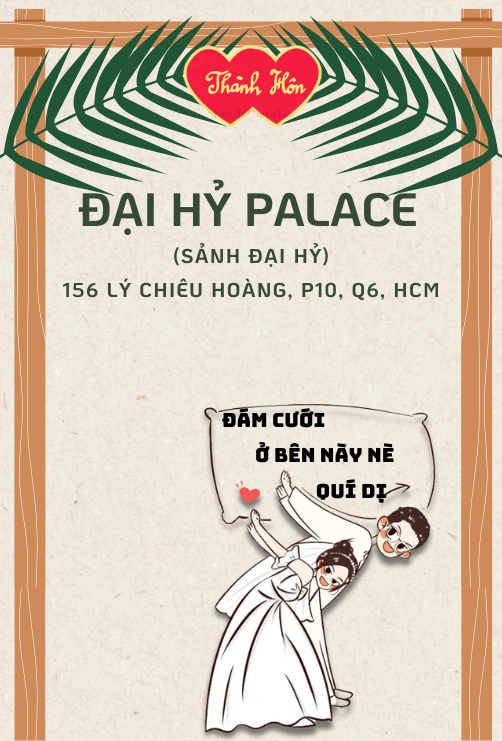 Thành Hôn
ĐẠI HỶ PALACE
(SẢNH ĐẠI HỶ)
156 LÝ CHIÊU HOÀNG, P10, Q6, HCM
ĐÁM CƯỚI
Ở BÊN NÀY NÈ
QUÍ DỊ